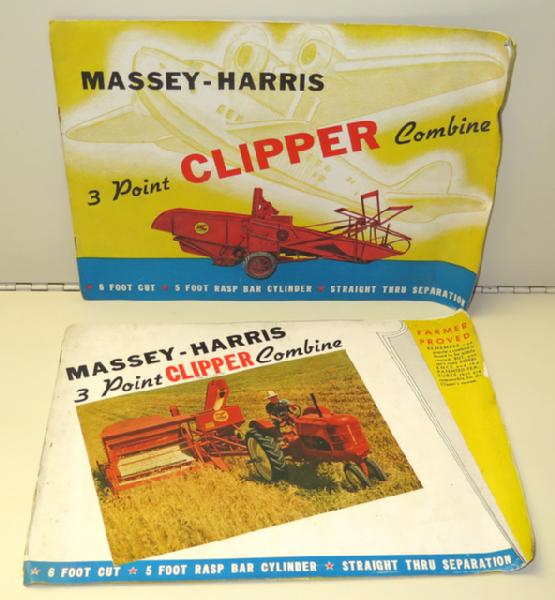 MASSEY-HARRIS
3 Point CLIPPER Combine
★ 6 FOOT CUT ★ 5 FOOT RASP BAR CYLINDER ★ STRAIGHT THRU SEPARATION
MASSEY-HARRIS
3 Point CLIPPER Combine
FARMER
PROVED
★ 6 FOOT CUT ★ 5 FOOT RASP BAR CYLINDER ★ STRAIGHT THRU SEPARATION